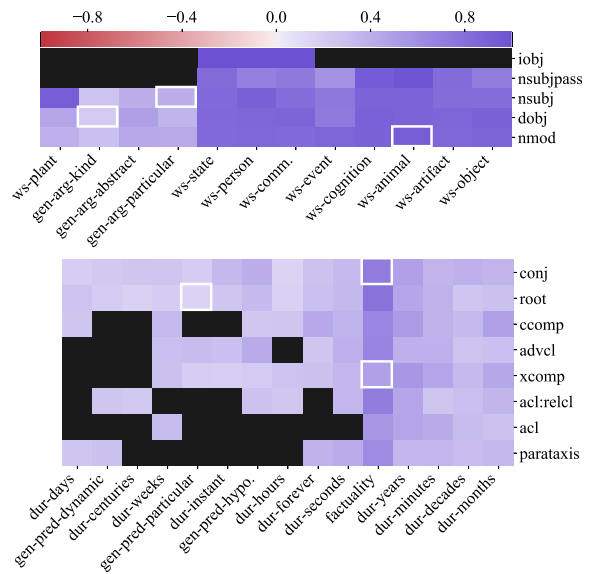 −0.8 −0.4 0.0 0.4 0.8
iobj
nsubjpass
nsubj
dobj
nmod
ws-plant
gen-arg-kind
gen-arg-abstract
gen-arg-particular
ws-state
ws-person
ws-comm.
ws-event
ws-cognition
ws-animal
ws-artifact
ws-object
conj
root
ccomp
advcl
xcomp
acl:relcl
acl
parataxis
dur-days
gen-pred-dynamic
dur-centuries
dur-weeks
gen-pred-particular
dur-instant
gen-pred-hypo.
dur-hours
dur-forever
dur-seconds
factuality
dur-years
dur-minutes
dur-decades
dur-months